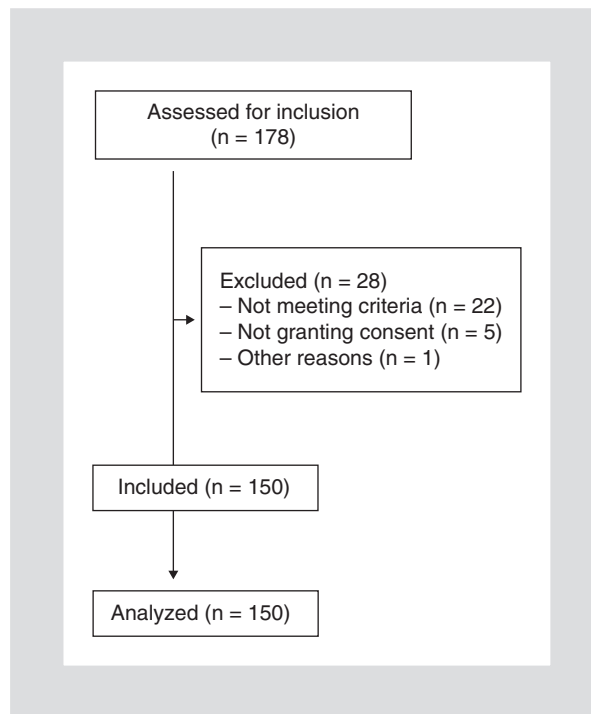 Assessed for inclusion
(n = 178)
Excluded (n = 28)
– Not meeting criteria (n = 22)
– Not granting consent (n = 5)
– Other reasons (n = 1)
Included (n = 150)
Analyzed (n = 150)